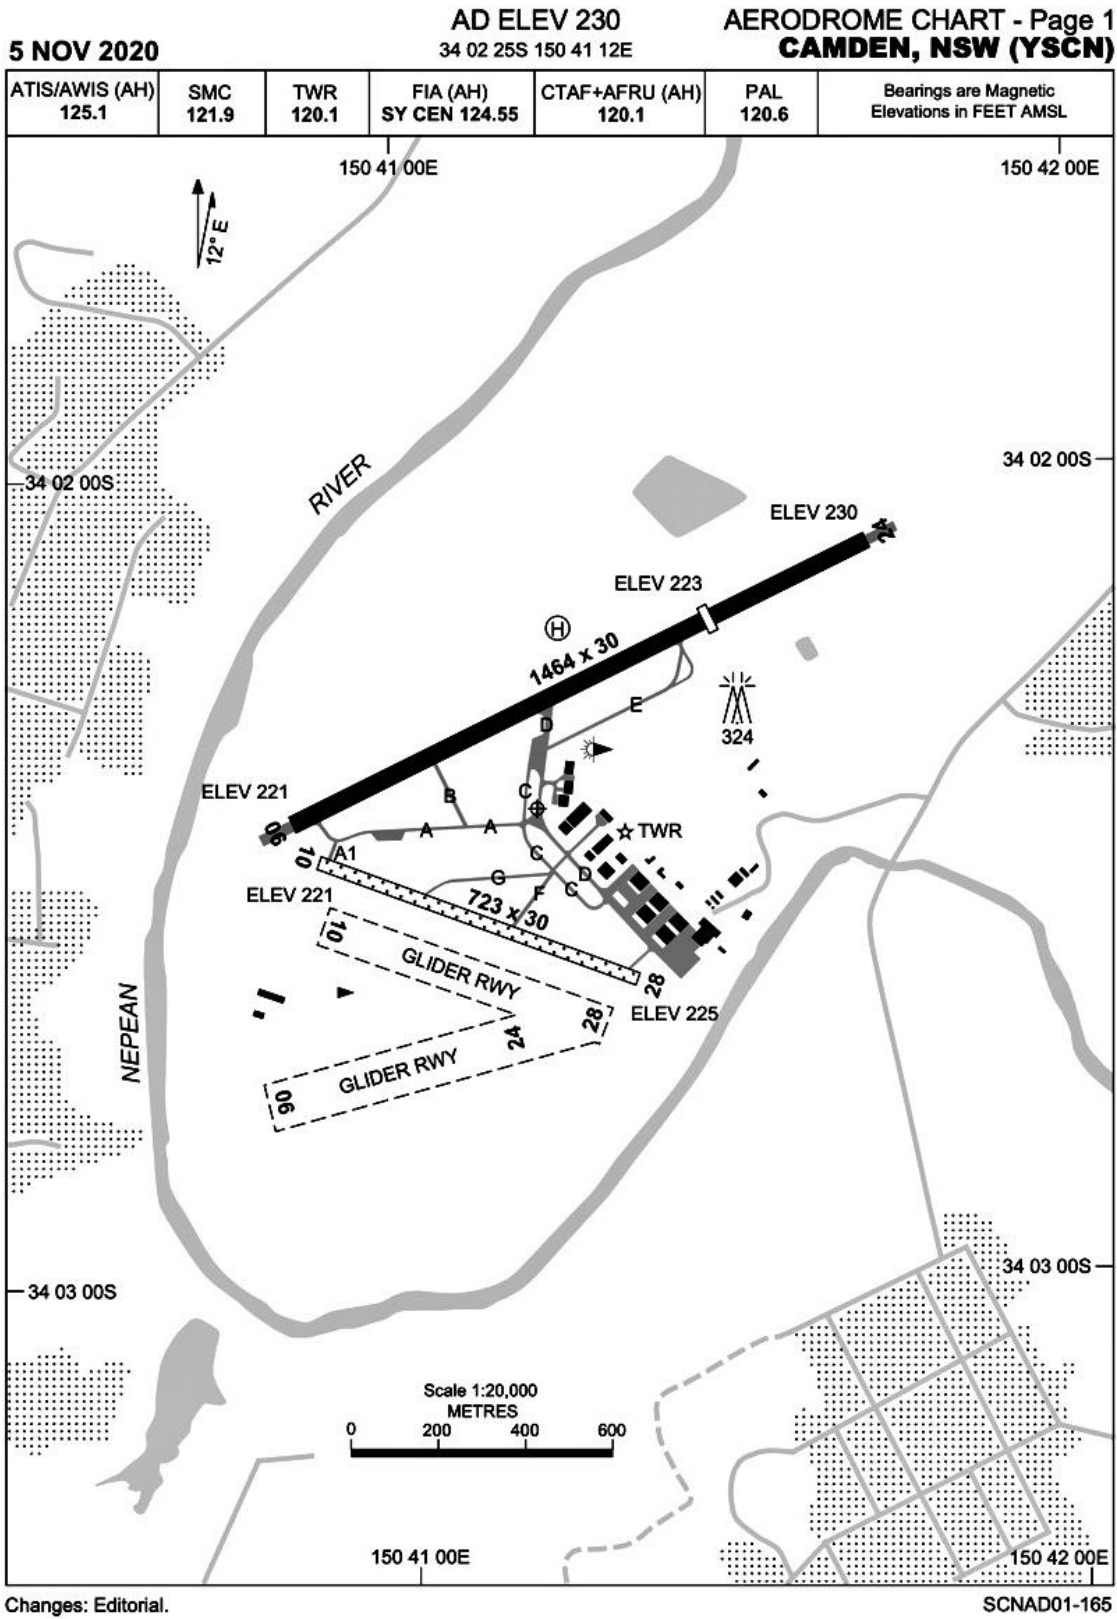 AD ELEV 230
AERODROME CHART - Page 1
5 NOV 2020
34 02 25S 150 41 12E
CAMDEN, NSW (YSCN)
ATIS/AWIS (AH)
125.1
SMC
121.9
TWR
120.1
FIA (AH)
SY CEN 124.55
CTAF+AFRU (AH)
120.1
PAL
120.6
Bearings are Magnetic
Elevations in FEET AMSL
150 41 00E
150 42 00E
12° E
34 02 00S
RIVER
34 02 00S
ELEV 230
24
ELEV 223
H
1464 x 30
E
D
324
ELEV 221
B
C
06
A
A
TWR
10
A1
C
D
ELEV 221
G
F
C
723 x 30
10
GLIDER RWY
28
ELEV 225
28
24
NEPEAN
GLIDER RWY
06
34 03 00S
34 03 00S
Scale 1:20,000
METRES
0
200
400
600
150 41 00E
150 42 00E
Changes: Editorial.
SCNAD01-165